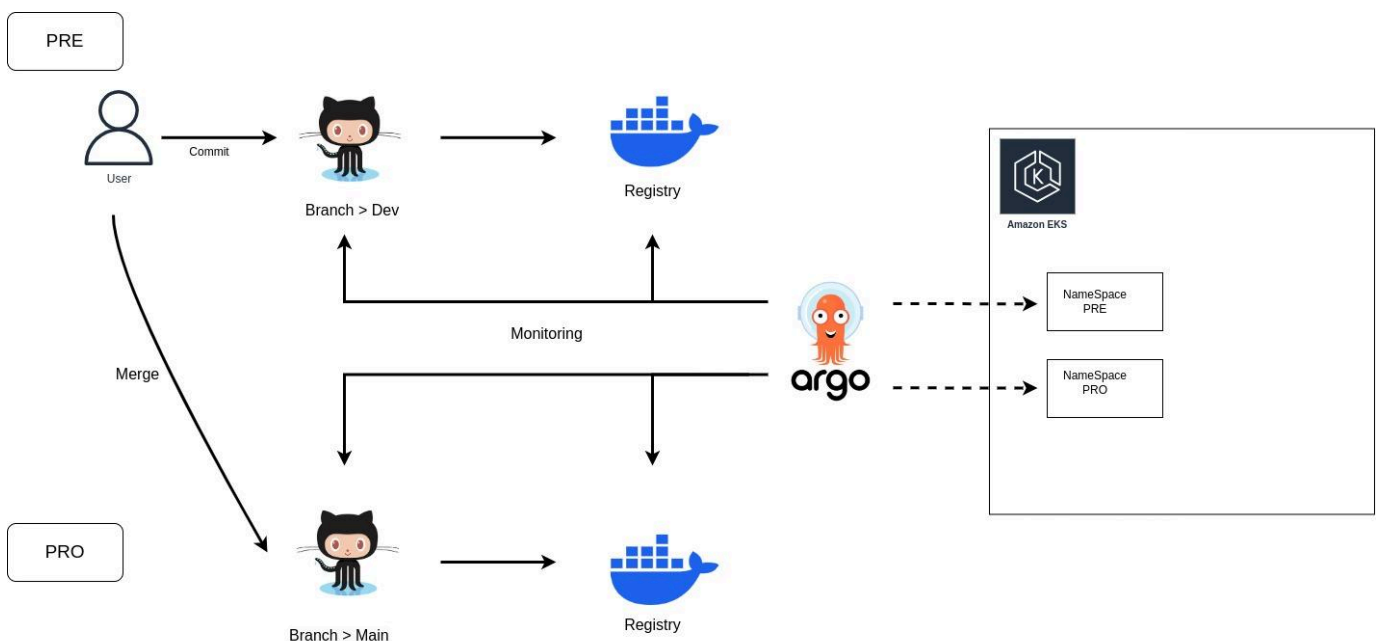 PRE
User
Commit
Branch > Dev
Registry
Amazon EKS
NameSpace
PRE
Monitoring
argo
NameSpace
PRO
Merge
PRO
Branch > Main
Registry